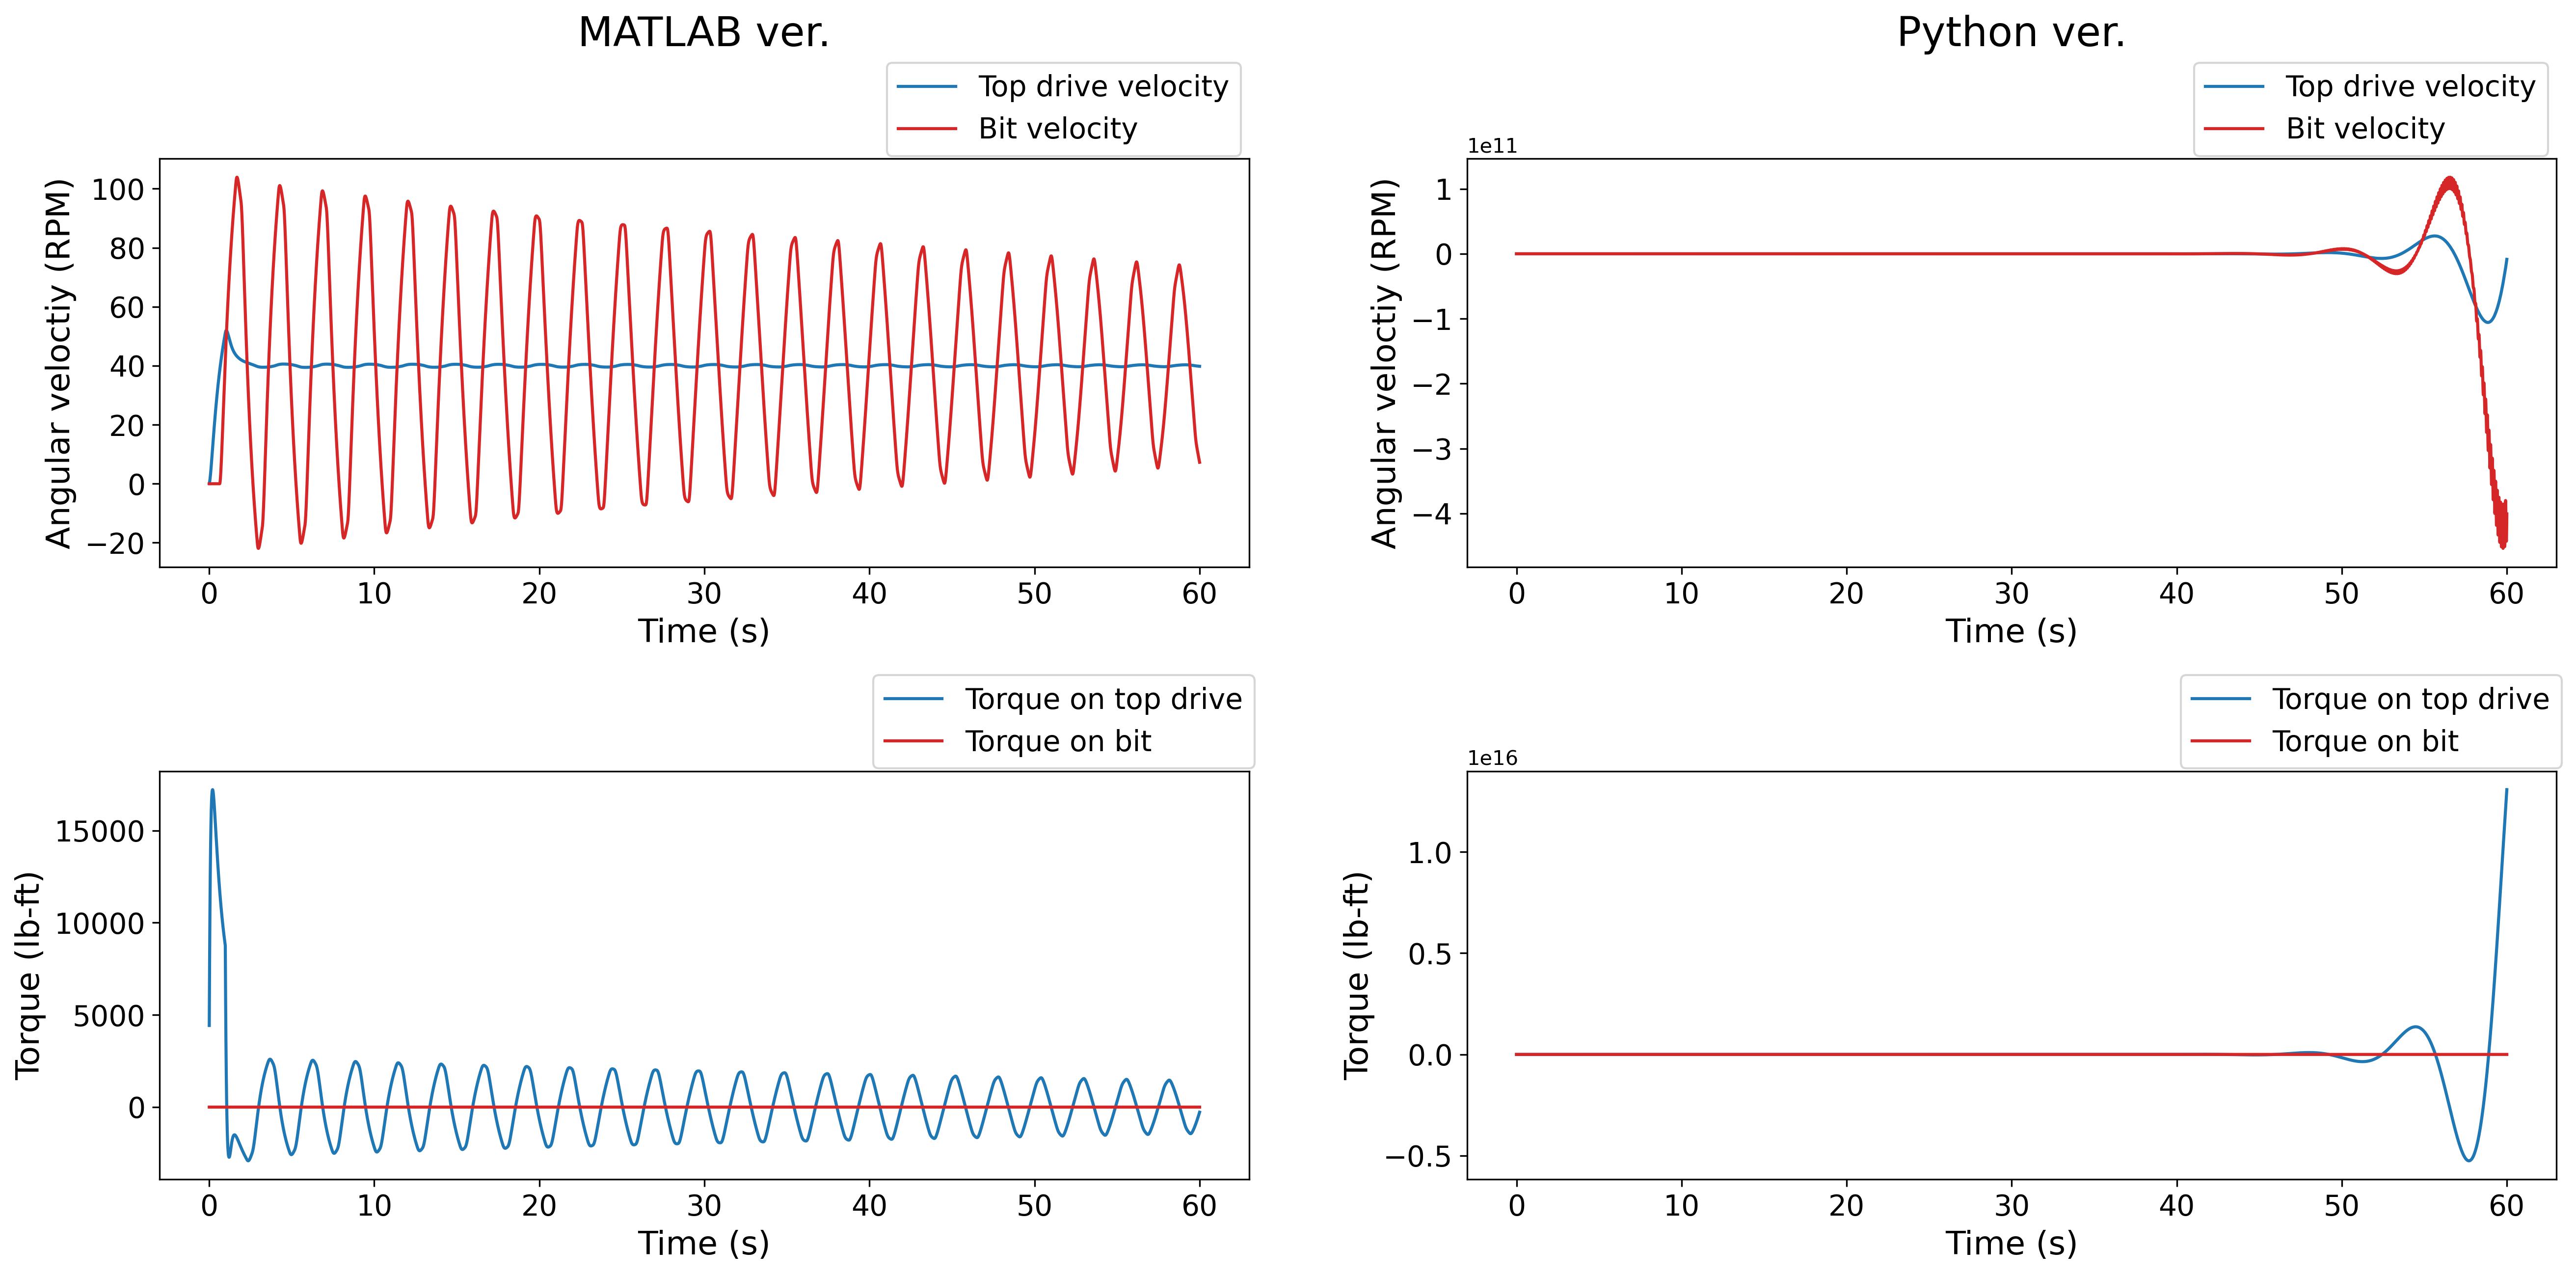 MATLAB ver.
Top drive velocity
Bit velocity
Angular veloctiy (RPM)
100
80
60
40
20
0
−20
0 10 20 30 40 50 60
Time (s)
Python ver.
Top drive velocity
Bit velocity
1e11
Angular veloctiy (RPM)
1
0
−1
−2
−3
−4
0 10 20 30 40 50 60
Time (s)
Torque on top drive
Torque on bit
Torque (lb-ft)
15000
10000
5000
0
0 10 20 30 40 50 60
Time (s)
Torque on top drive
Torque on bit
1e16
Torque (lb-ft)
1.0
0.5
0.0
−0.5
0 10 20 30 40 50 60
Time (s)